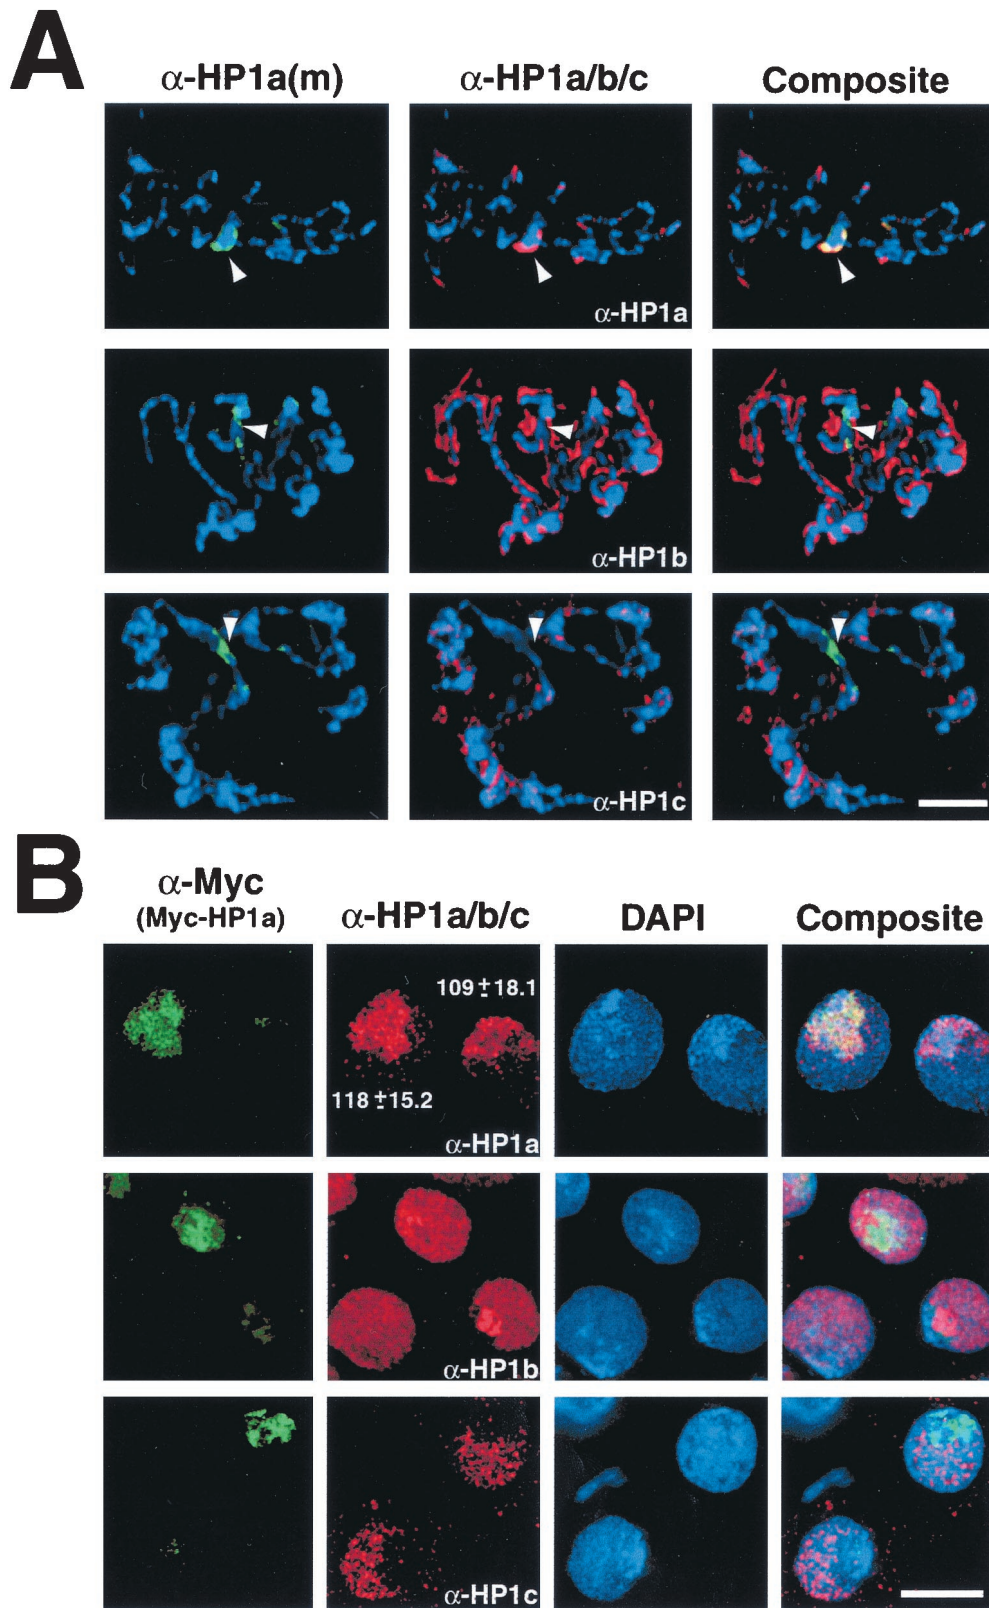 A
α-HP1a(m) α-HP1a/b/c Composite
α-HP1a
α-HP1b
α-HP1c
B
α-Myc
(Myc-HP1a) α-HP1a/b/c DAPI Composite
109 ± 18.1
118 ± 15.2
α-HP1a
α-HP1b
α-HP1c